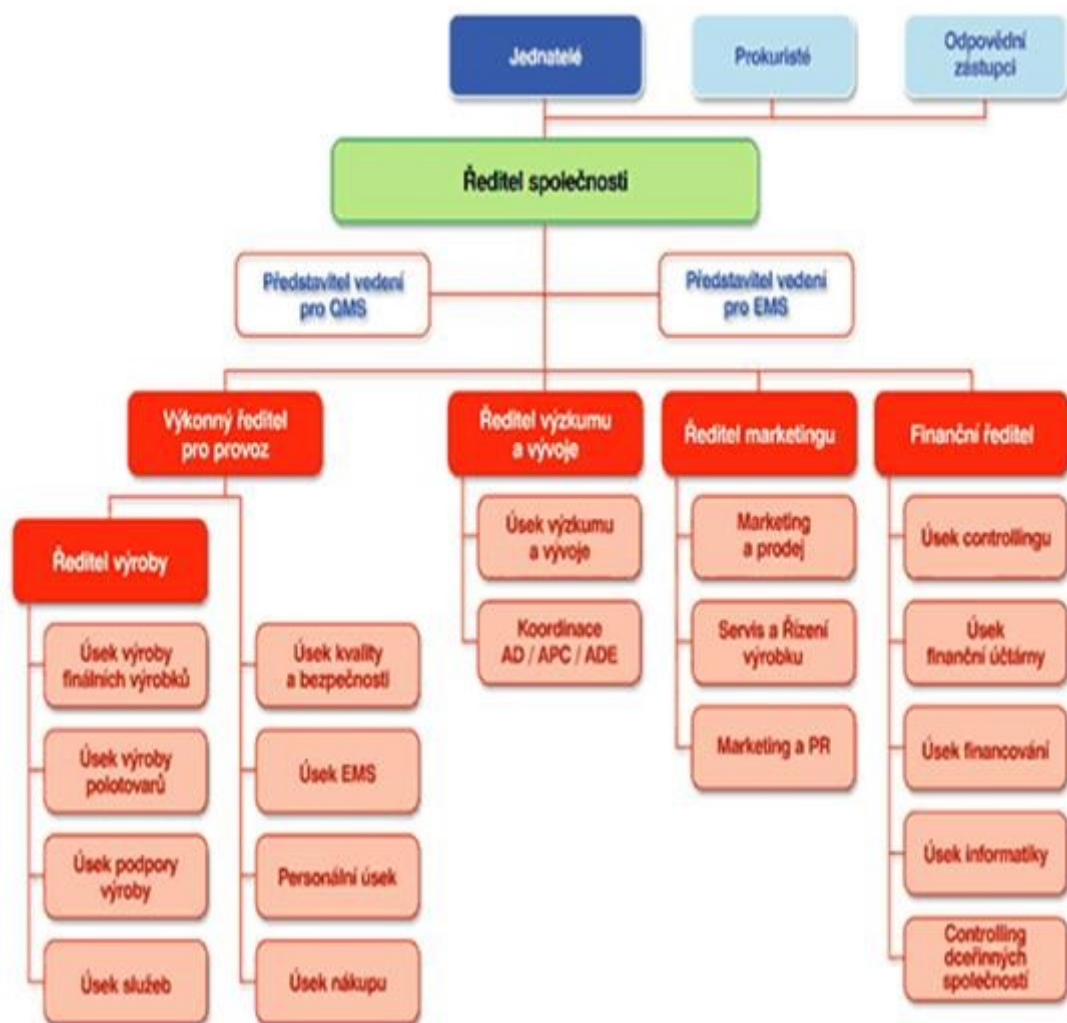 Jednatelé
Prokuristé
Odpovědní
zástupci
Ředitel společnosti
Představitel vedení
pro QMS
Představitel vedení
pro EMS
Výkonný ředitel
pro provoz
Ředitel výzkumu
a vývoje
Ředitel marketingu
Finanční ředitel
Ředitel výroby
Úsek výroby
finálních výrobků
Úsek výroby
polotovarů
Úsek podpory
výroby
Úsek služeb
Úsek kvality
a bezpečnosti
Úsek EMS
Personální úsek
Úsek nákupu
Úsek výzkumu
a vývoje
Koordinace
AD / APC / ADE
Marketing
a prodej
Servis a Řízení
výrobku
Marketing a PR
Úsek controllingu
Úsek
finanční účtárny
Úsek financování
Úsek informatiky
Controlling
dceřinných
společností